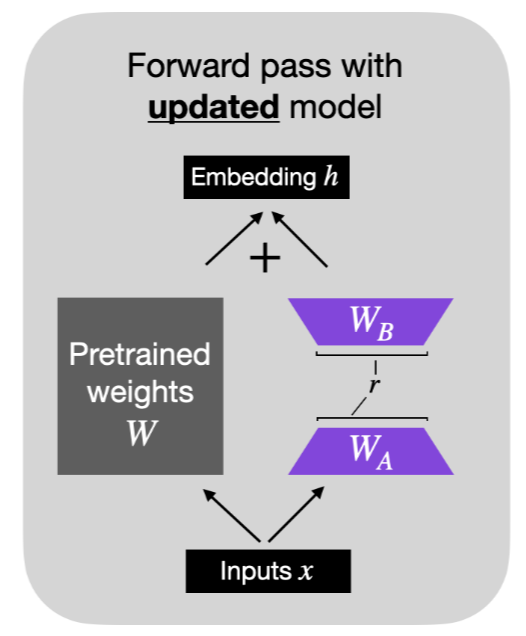 Forward pass with
updated model
Embedding h
+
Pretrained
weights
W
W_B
r
W_A
Inputs x